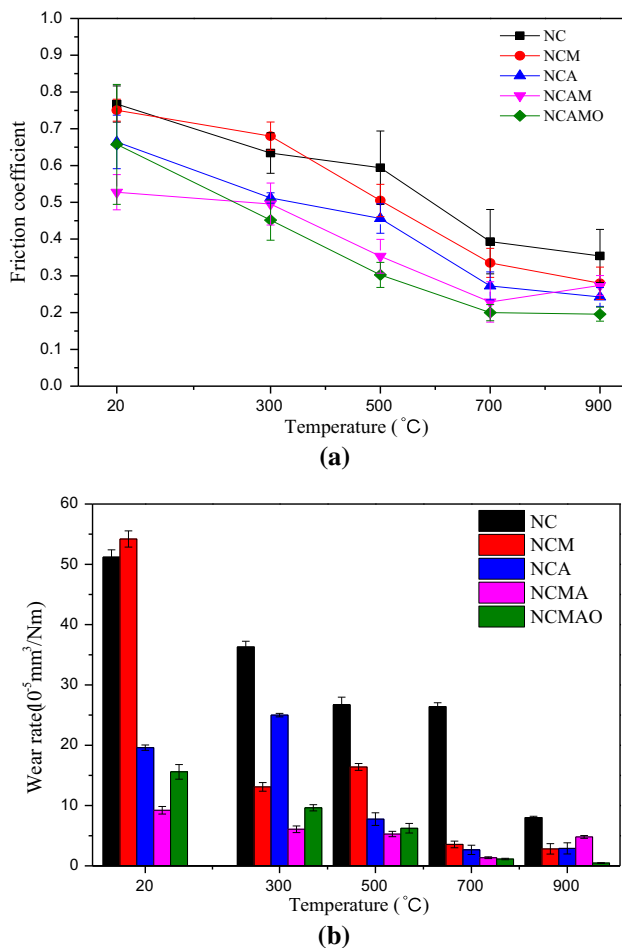 1.0
0.9
0.8
0.7
0.6
0.5
0.4
0.3
0.2
0.1
0.0
Friction coefficient
NC
NCM
NCA
NCAM
NCAMO
20 300 500 700 900
Temperature (℃)
(a)
60
50
40
30
20
10
0
Wear rate(10⁻⁵mm³/Nm)
NC
NCM
NCA
NCMA
NCMAO
20 300 500 700 900
Temperature (℃)
(b)